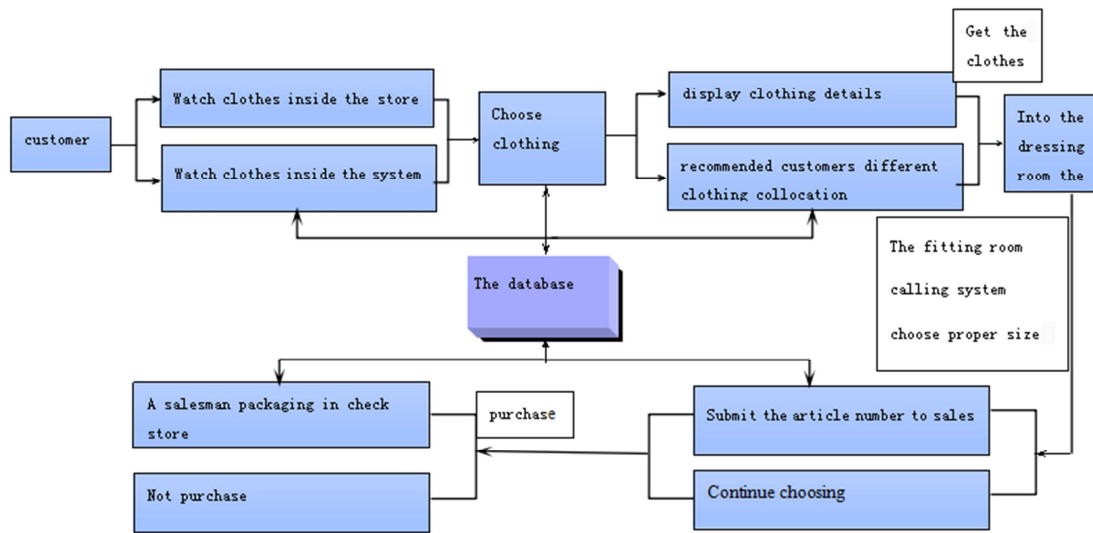 Get the
clothes
Watch clothes inside the store
display clothing details
Choose
clothing
Into the
dressing
room the
customer
Watch clothes inside the system
recommended customers different
clothing collocation
The fitting room
calling system
choose proper size
The database
A salesman packaging in check
store
purchase
Submit the article number to sales
Not purchase
Continue choosing